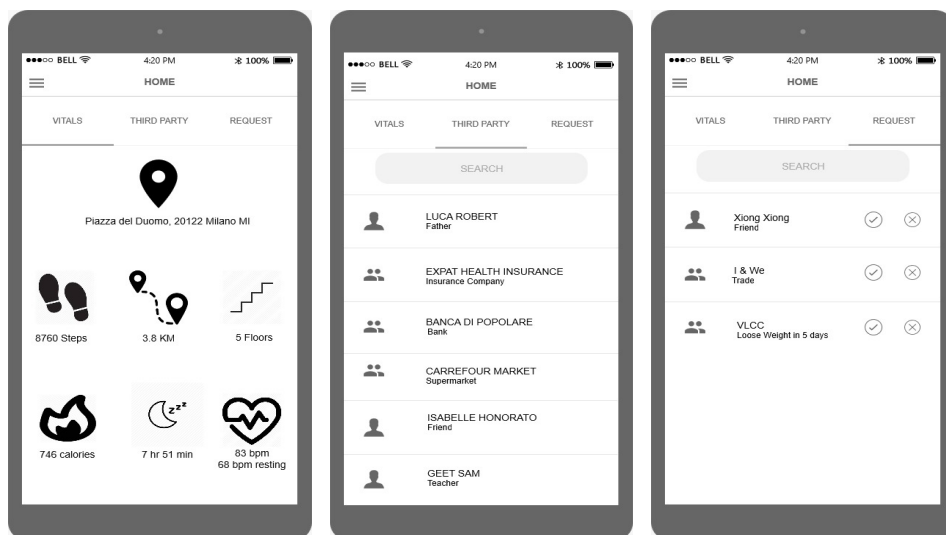 BELL 4:20 PM 100%
HOME
VITALS THIRD PARTY REQUEST
Piazza del Duomo, 20122 Milano MI
8760 Steps 3.8 KM 5 Floors
zzz
746 calories 7 hr 51 min 83 bpm
68 bpm resting
BELL 4:20 PM 100%
HOME
VITALS THIRD PARTY REQUEST
SEARCH
LUCA ROBERT
Father
EXPAT HEALTH INSURANCE
Insurance Company
BANCA DI POPOLARE
Bank
CARREFOUR MARKET
Supermarket
ISABELLE HONORATO
Friend
GEET SAM
Teacher
BELL 4:20 PM 100%
HOME
VITALS THIRD PARTY REQUEST
SEARCH
Xiong Xiong
Friend
I & We
Trade
VLCC
Loose Weight in 5 days